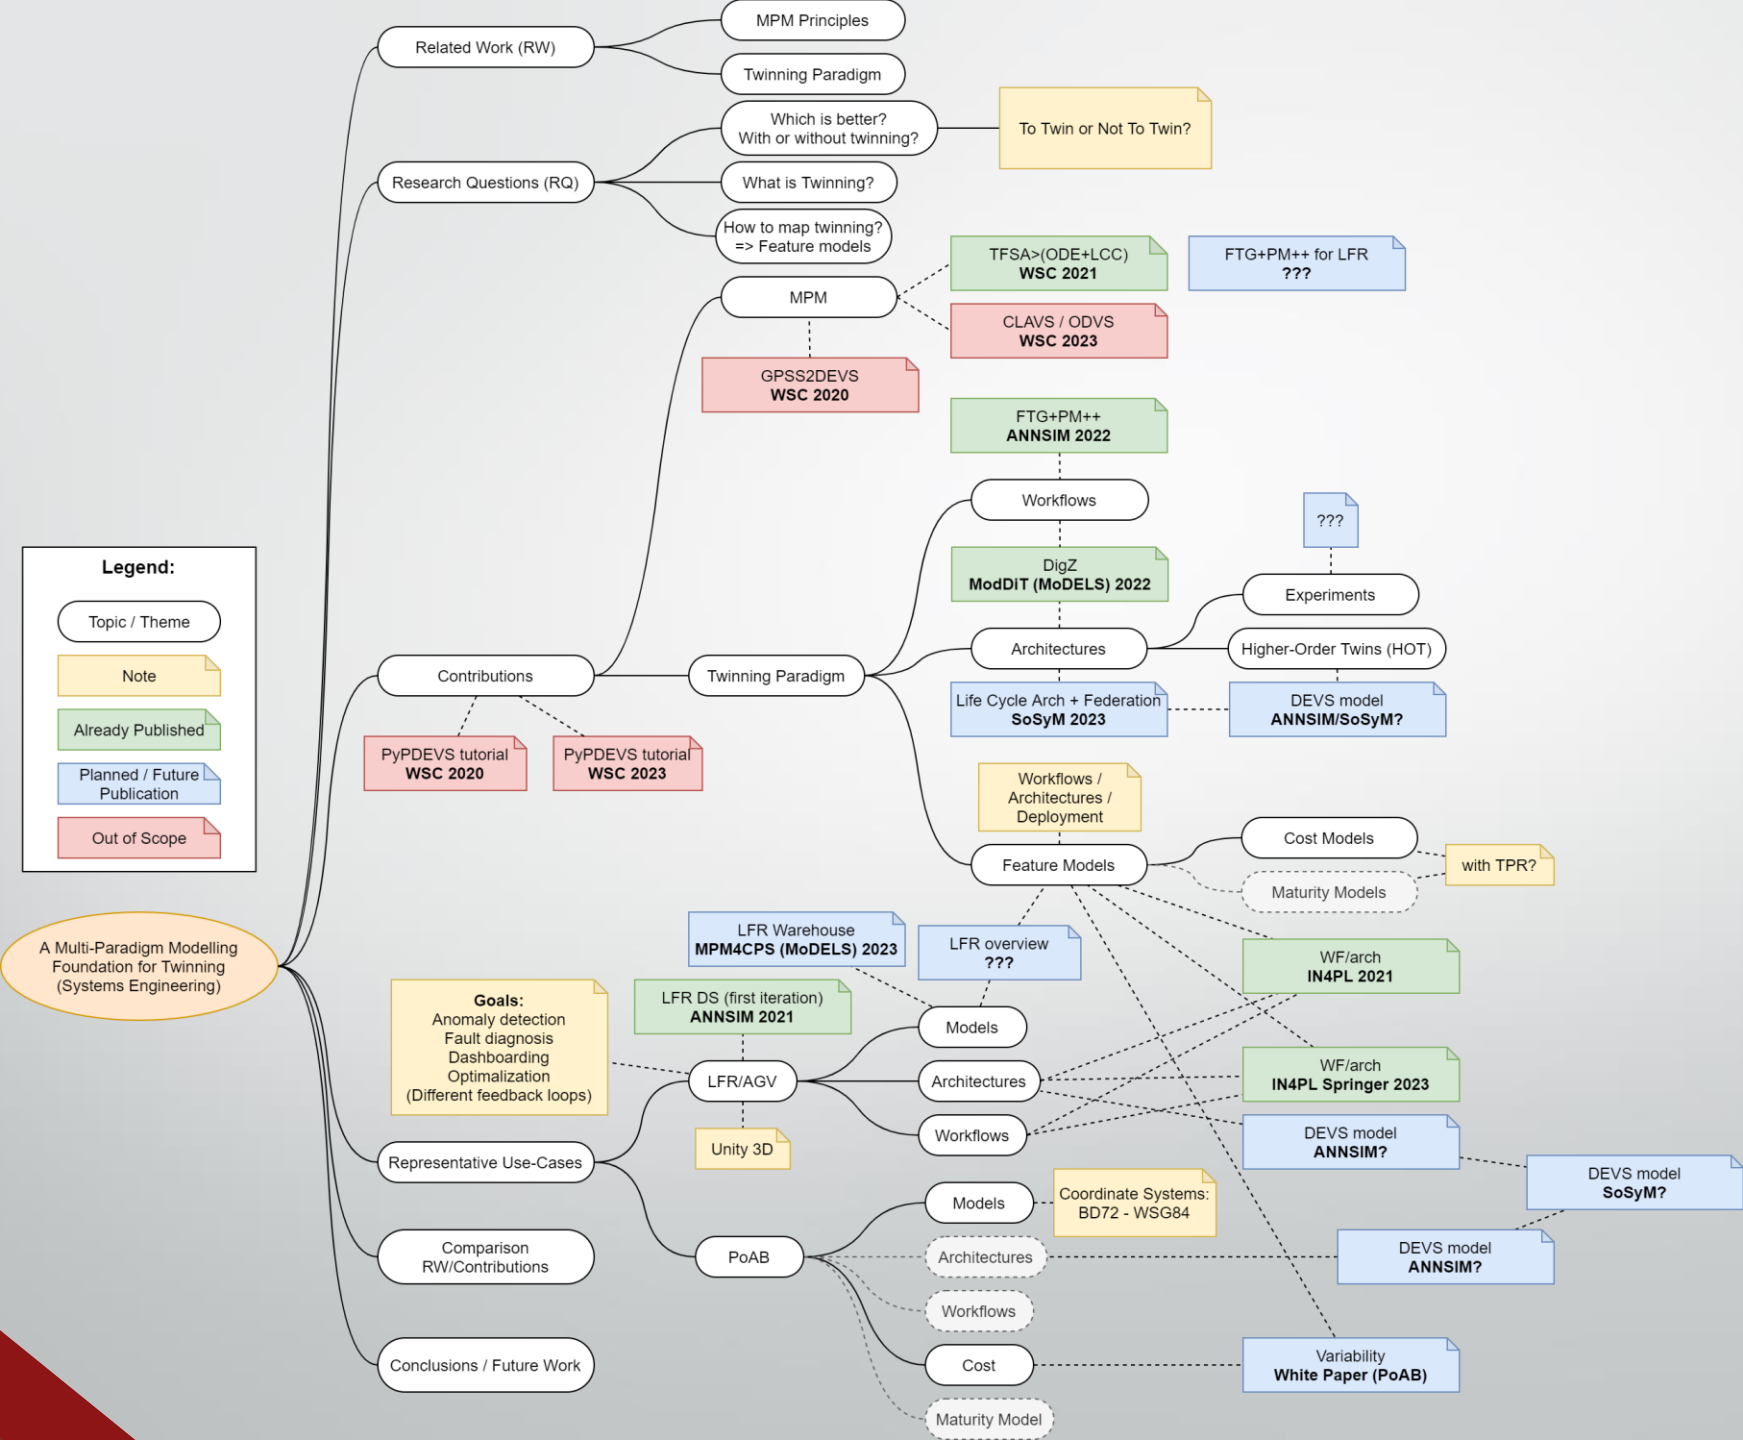 MPM Principles
Related Work (RW)
Twinning Paradigm
Which is better?
With or without twinning?
To Twin or Not To Twin?
Research Questions (RQ)
What is Twinning?
How to map twinning?
=> Feature models
TFSA>(ODE+LCC)
WSC 2021
FTG+PM++ for LFR
???
MPM
CLAVS / ODVS
WSC 2023
GPSS2DEVS
WSC 2020
FTG+PM++
ANNSIM 2022
Workflows
???
DigZ
ModDiT (MoDELS) 2022
Experiments
Architectures
Higher-Order Twins (HOT)
Contributions
Twinning Paradigm
Life Cycle Arch + Federation
SoSyM 2023
DEVS model
ANNSIM/SoSyM?
PyPDEVS tutorial
WSC 2020
PyPDEVS tutorial
WSC 2023
Workflows /
Architectures /
Deployment
Feature Models
Cost Models
Maturity Models
with TPR?
Legend:
Topic / Theme
Note
Already Published
Planned / Future
Publication
Out of Scope
A Multi-Paradigm Modelling
Foundation for Twinning
(Systems Engineering)
LFR Warehouse
MPM4CPS (MoDELS) 2023
LFR overview
???
WF/arch
IN4PL 2021
Goals:
Anomaly detection
Fault diagnosis
Dashboarding
Optimalization
(Different feedback loops)
LFR DS (first iteration)
ANNSIM 2021
Models
LFR/AGV
Architectures
WF/arch
IN4PL Springer 2023
Workflows
Unity 3D
DEVS model
ANNSIM?
Representative Use-Cases
DEVS model
SoSyM?
Models
Coordinate Systems:
BD72 - WSG84
Comparison
RW/Contributions
PoAB
Architectures
DEVS model
ANNSIM?
Workflows
Conclusions / Future Work
Cost
Variability
White Paper (PoAB)
Maturity Model